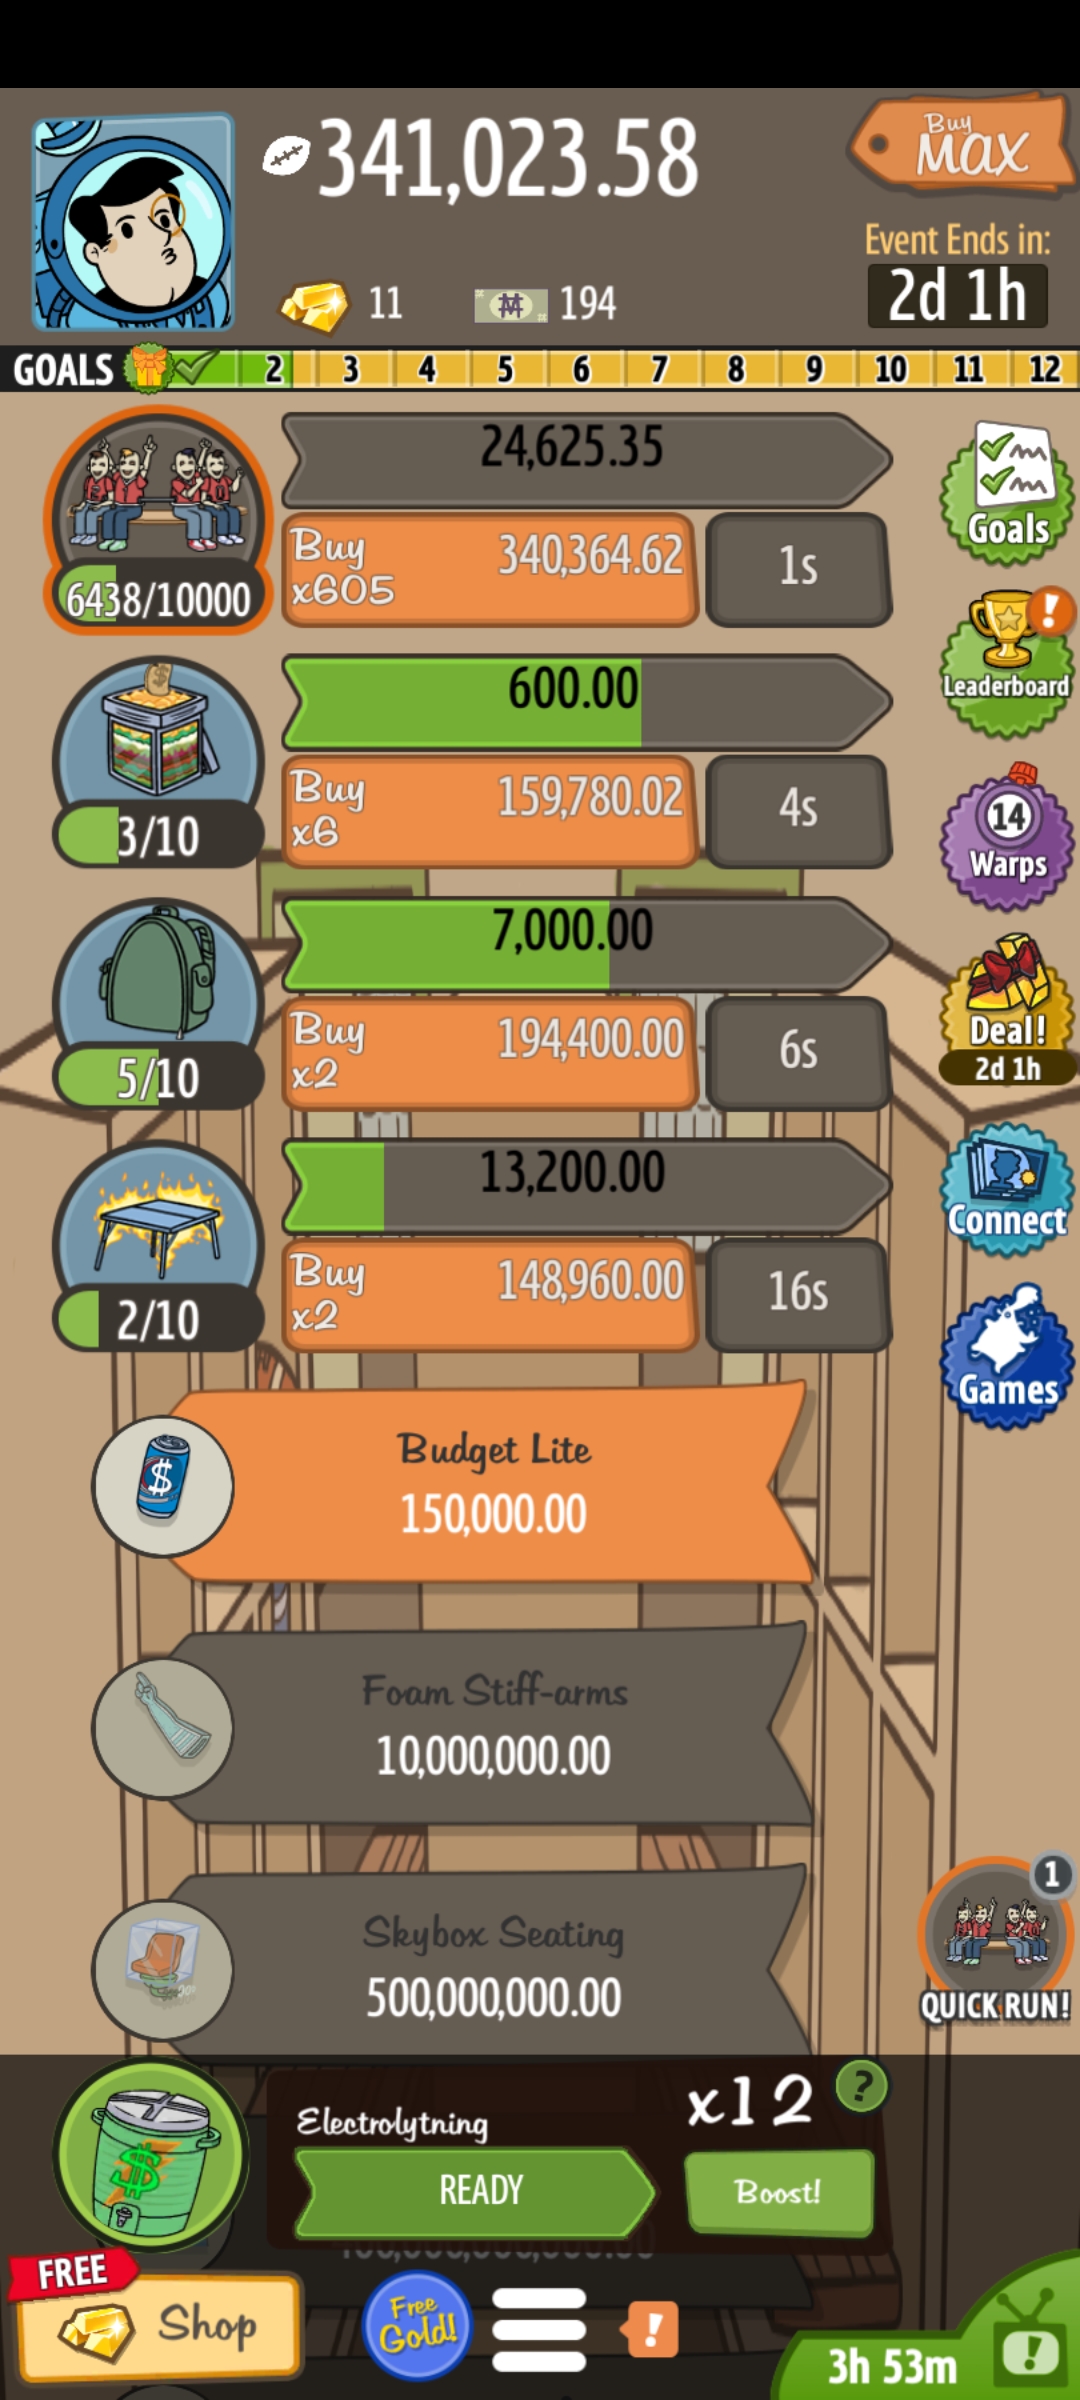 341,023.58
Buy
MAX
Event Ends in:
2d 1h
11
194
GOALS 2 3 4 5 6 7 8 9 10 11 12
24,625.35
Buy
x605
340,364.62
1s
6438/10000
Goals
600.00
Buy
x6
159,780.02
4s
3/10
Leaderboard
14
Warps
7,000.00
Buy
x2
194,400.00
6s
5/10
Deal!
2d 1h
13,200.00
Buy
x2
148,960.00
16s
2/10
Connect
Games
Budget Lite
150,000.00
Foam Stiff-arms
10,000,000.00
Skybox Seating
500,000,000.00
1
QUICK RUN!
Electrolytning
x12
?
READY
Boost!
FREE
Shop
Free
Gold!
!
3h 53m
!